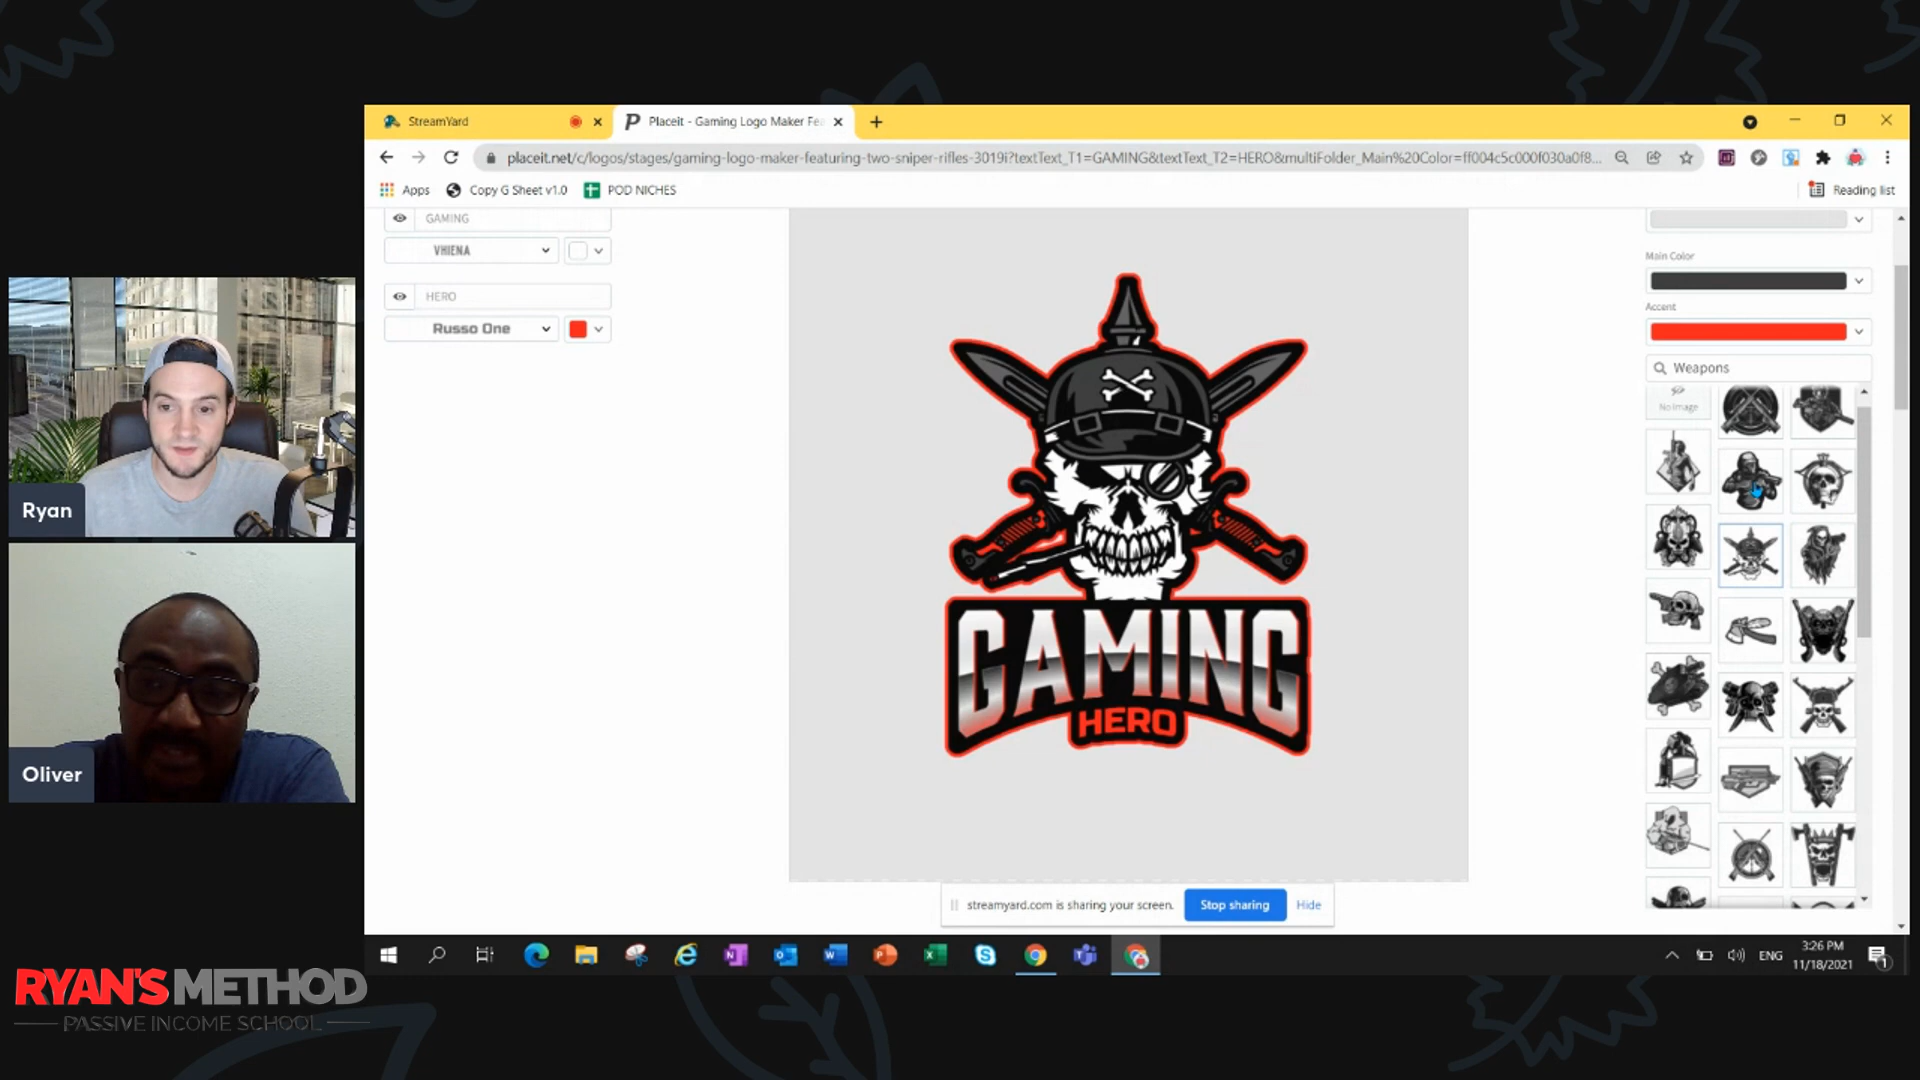 StreamYard
Placeit - Gaming Logo Maker Fea
placeit.net/c/logos/stages/gaming-logo-maker-featuring-two-sniper-rifles-3019i?textText_T1=GAMING&textText_T2=HERO&multiFolder_Main%20Color=ff004c5c000f030a0f8...
Apps
Copy G Sheet v1.0
POD NICHES
Reading list
GAMING
VHIENA
HERO
Russo One
Main Color
Accent
Weapons
No Image
GAMING
HERO
Ryan
Oliver
streamyard.com is sharing your screen.
Stop sharing
Hide
ENG
3:26 PM
11/18/2021
1
RYAN'S METHOD
PASSIVE INCOME SCHOOL